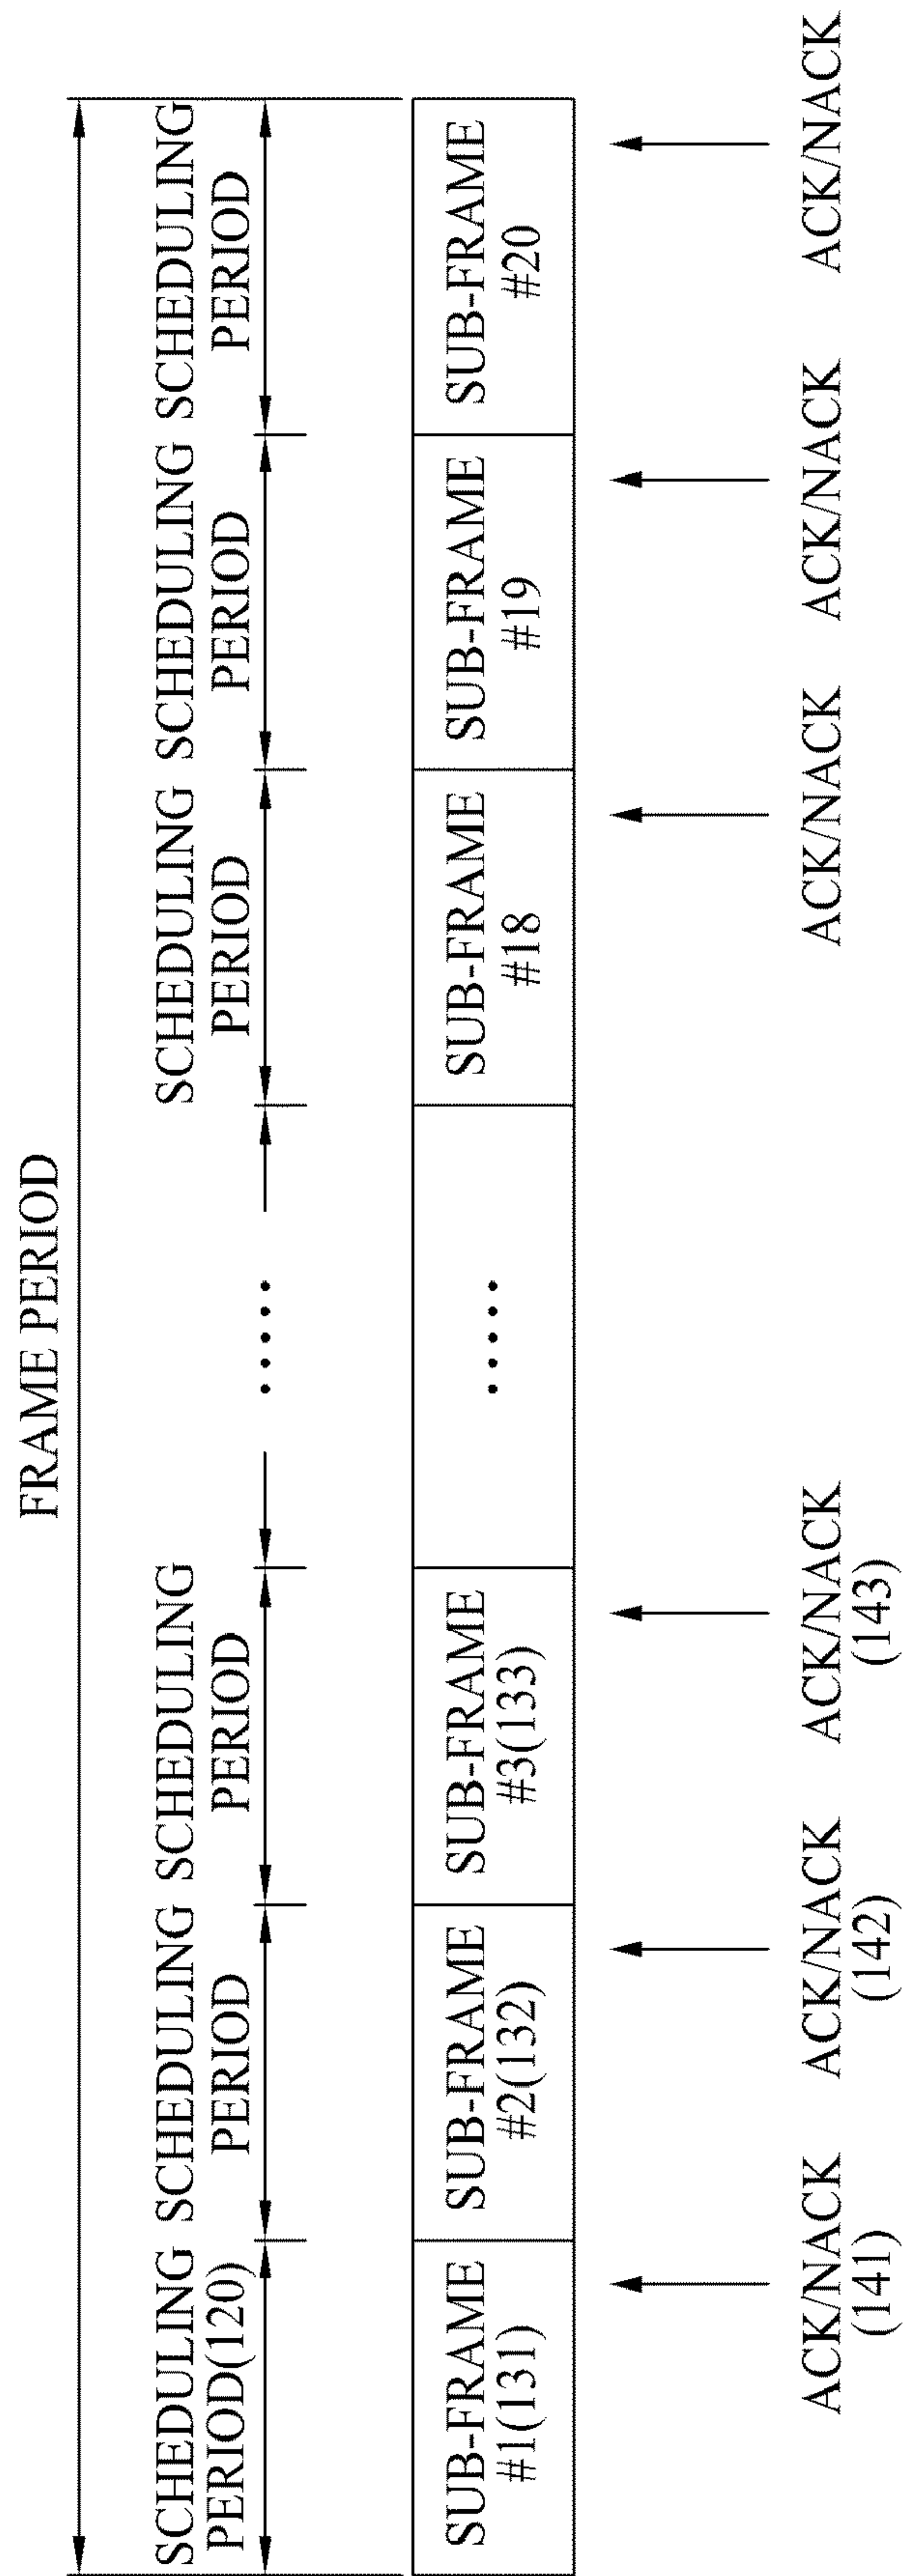 FRAME PERIOD
SCHEDULING
PERIOD(120)
SCHEDULING
PERIOD
SCHEDULING
PERIOD
SCHEDULING
PERIOD
SCHEDULING
PERIOD
SCHEDULING
PERIOD
.....
SUB-FRAME
#1(131)
SUB-FRAME
#2(132)
SUB-FRAME
#3(133)
.....
SUB-FRAME
#18
SUB-FRAME
#19
SUB-FRAME
#20
ACK/NACK
(141)
ACK/NACK
(142)
ACK/NACK
(143)
ACK/NACK
ACK/NACK
ACK/NACK